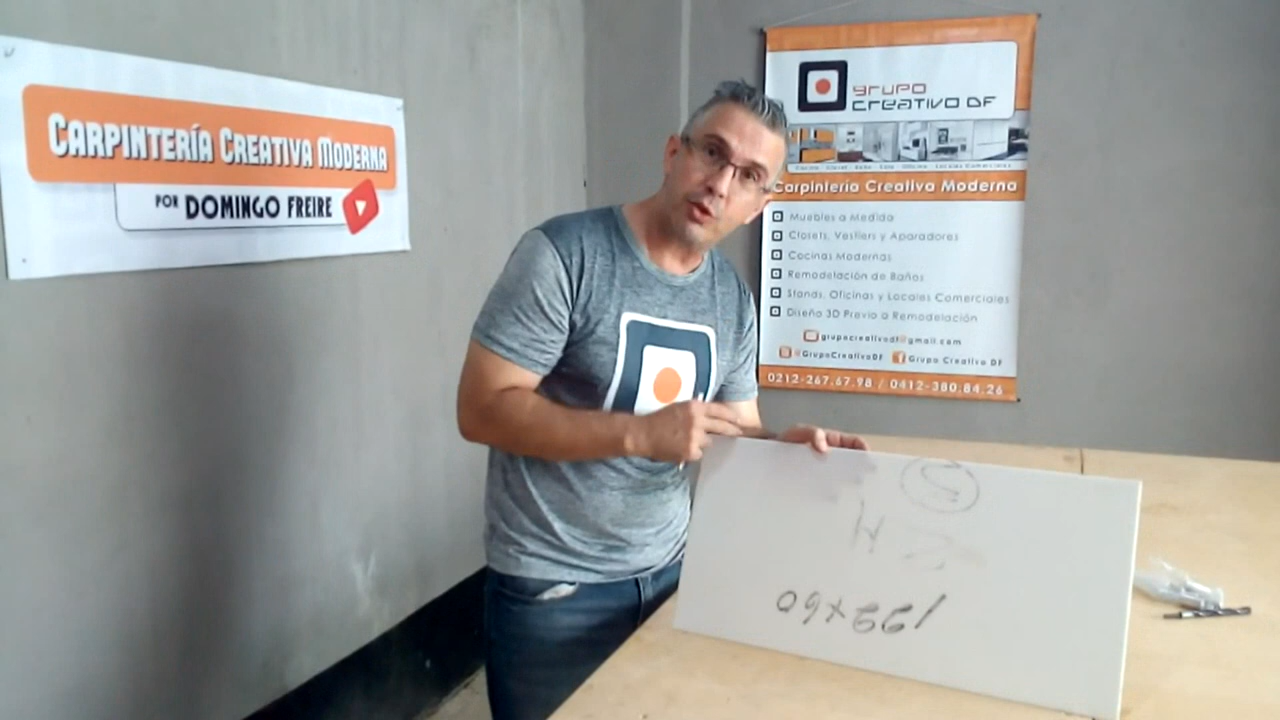 CARPINTERÍA CREATIVA MODERNA
POR DOMINGO FREIRE
grupo
creativo DF
Carpintería Creativa Moderna
Muebles a Medida
Closets, Vestiers y Aparadores
Cocinas Modernas
Remodelación de Baños
Stands, Oficinas y Locales Comerciales
Diseño 3D Previo a Remodelación
grupocreativodf@gmail.com
@GrupoCreativoDF Grupo Creativo DF
0212-267.67.98 / 0412-380.84.26
199x60